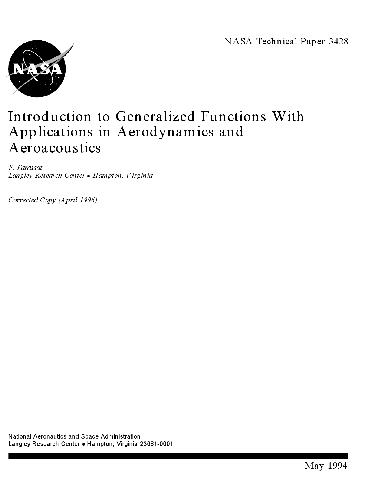 NASA Technical Paper 3428
NASA
Introduction to Generalized Functions With
Applications in Aerodynamics and
Aeroacoustics
F. Farassat
Langley Research Center • Hampton, Virginia
Corrected Copy (April 1996)
National Aeronautics and Space Administration
Langley Research Center • Hampton, Virginia 23681-0001
May 1994